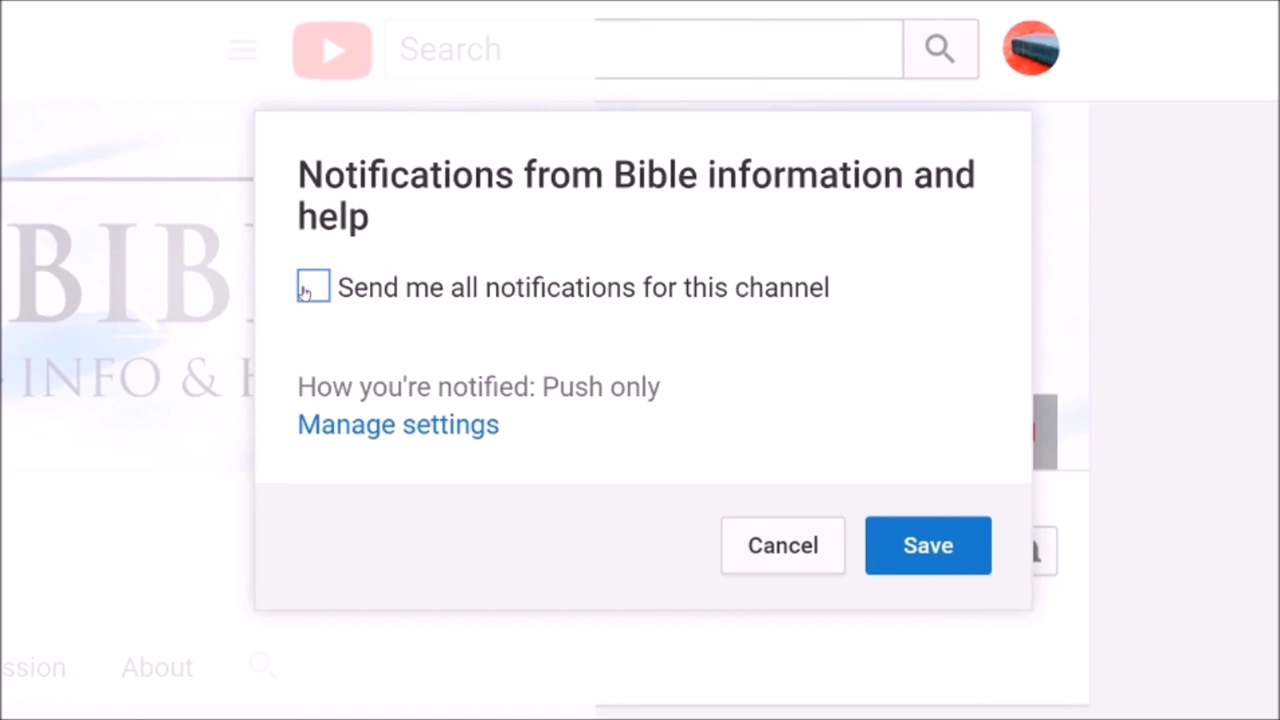 Search
Notifications from Bible information and
help
Send me all notifications for this channel
BIB
INFO &
How you're notified: Push only
Manage settings
Cancel
Save
ssion
About